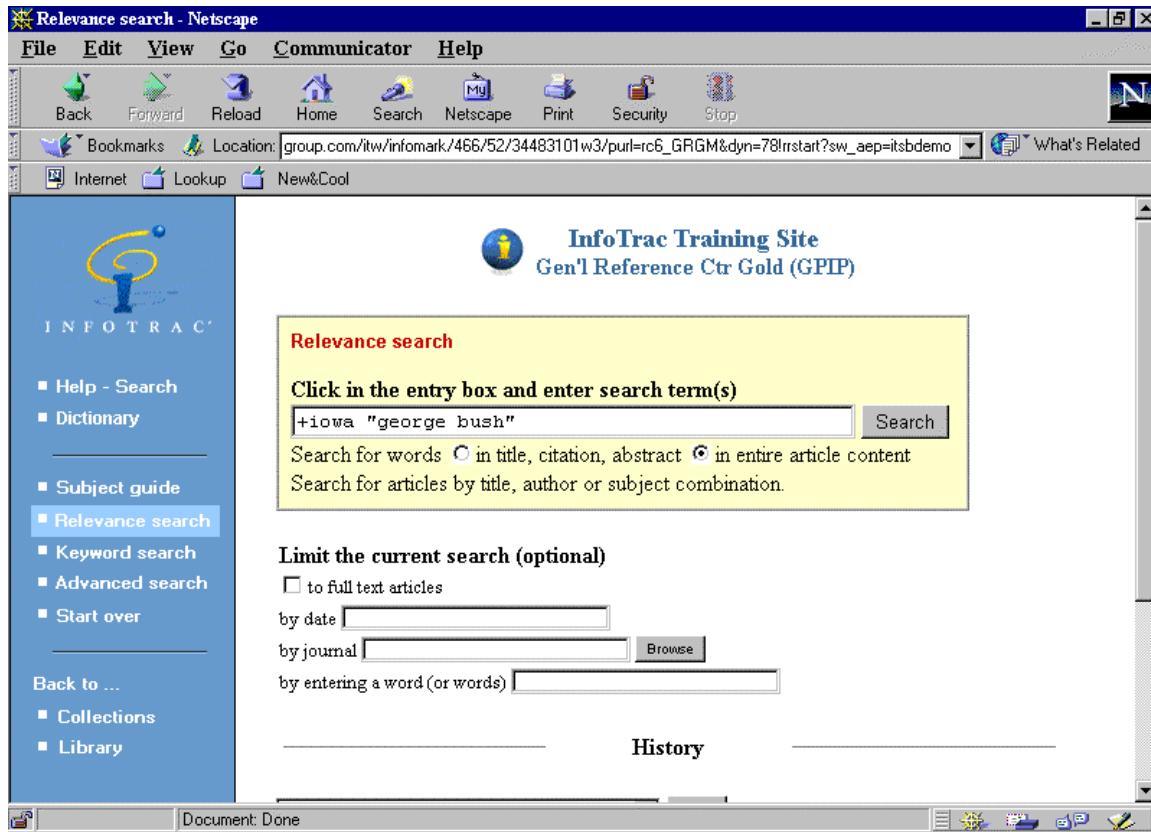 Relevance search - Netscape
File Edit View Go Communicator Help
Back Forward Reload Home Search Netscape Print Security Stop
My
N
Bookmarks Location: group.com/itw/infomark/466/52/34483101w3/purl=rc6_GRGM&dyn=78!rrstart?sw_aep=itsbdemo What's Related
Internet Lookup New&Cool
INFOTRAC
Help - Search
Dictionary
Subject guide
Relevance search
Keyword search
Advanced search
Start over
Back to ...
Collections
Library
InfoTrac Training Site
Gen'l Reference Ctr Gold (GPIP)
Relevance search
Click in the entry box and enter search term(s)
+iowa "george bush" Search
Search for words in title, citation, abstract in entire article content
Search for articles by title, author or subject combination.
Limit the current search (optional)
to full text articles
by date
by journal Browse
by entering a word (or words)
History
Document: Done